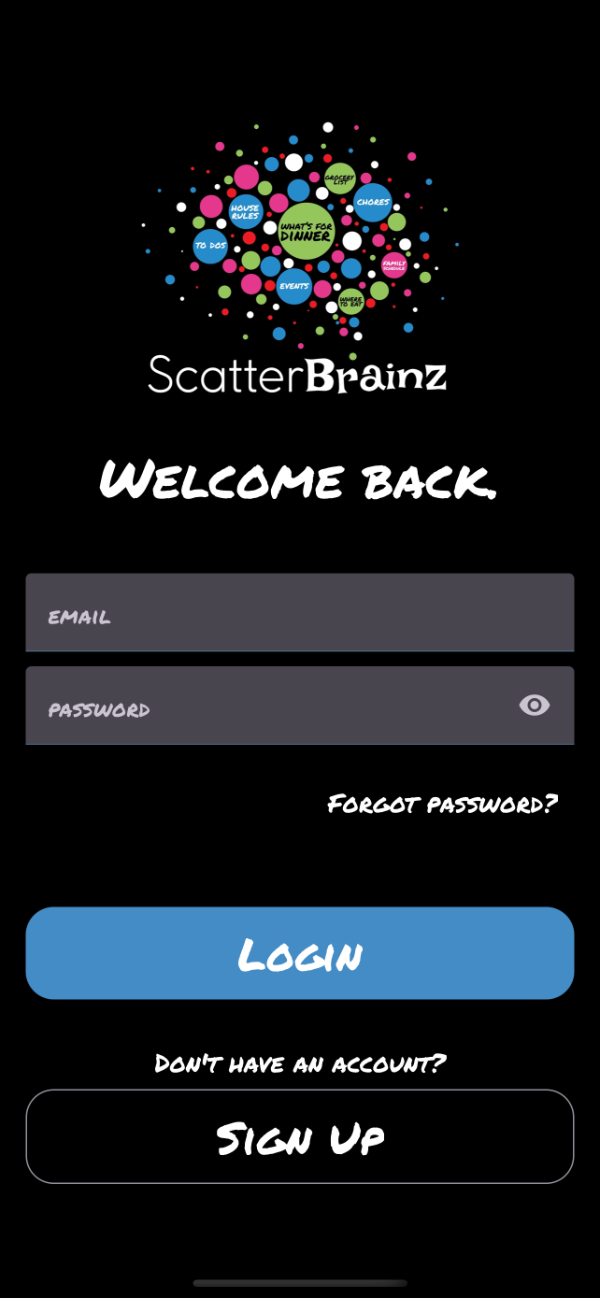 GROCERY
LIST
CHORES
HOUSE
RULES
WHAT'S FOR
DINNER
TO DOS
FAMILY
SCHEDULE
EVENTS
WHERE
TO EAT
ScatterBrainz
WELCOME BACK.
EMAIL
PASSWORD
FORGOT PASSWORD?
LOGIN
DON'T HAVE AN ACCOUNT?
SIGN UP